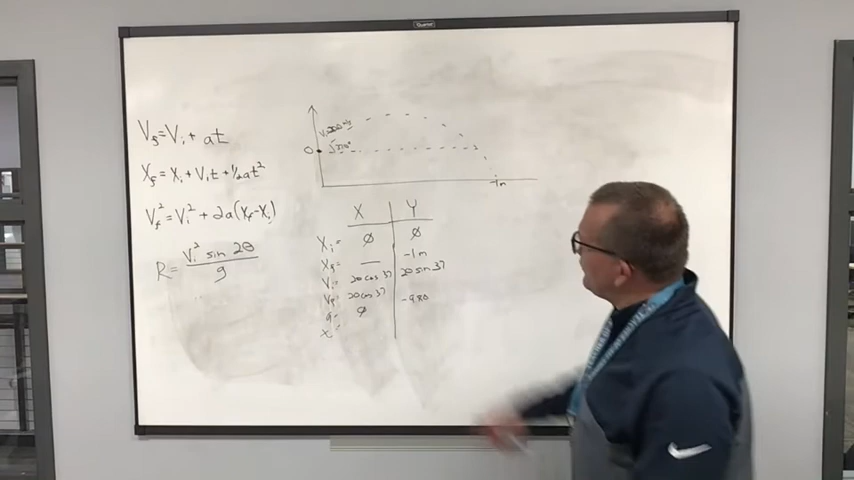 Vf = Vi + at
Xf = Xi + Vit + 1/2at²
Vf² = Vi² + 2a(Xf-Xi)
R = Vi² sin 2θ / g
0
-1m
X Y
Xi = ∅ ∅
Xf = — -1m
Vi = 20 cos 37 20 sin 37
Vf = 20 cos 37
a = ∅ -9.80